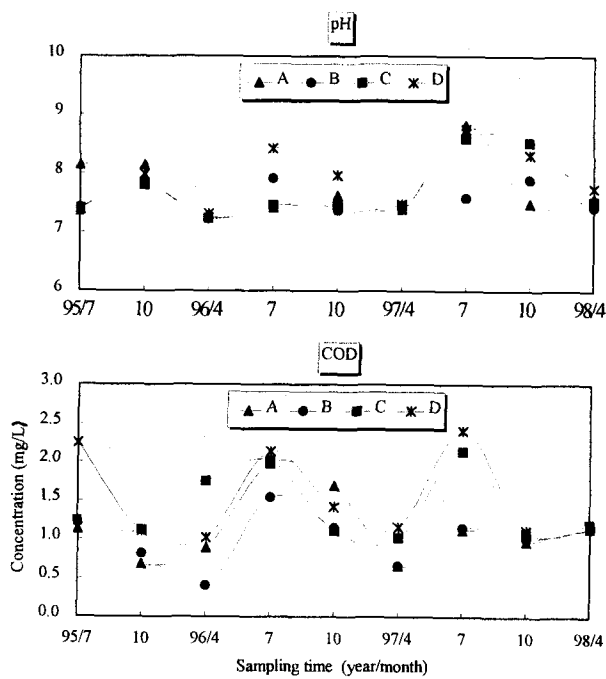 pH
10
9
8
7
6
A B C D
95/7 10 96/4 7 10 97/4 7 10 98/4
COD
3.0
2.5
2.0
1.5
1.0
0.5
0.0
Concentration (mg/L)
A B C D
95/7 10 96/4 7 10 97/4 7 10 98/4
Sampling time (year/month)